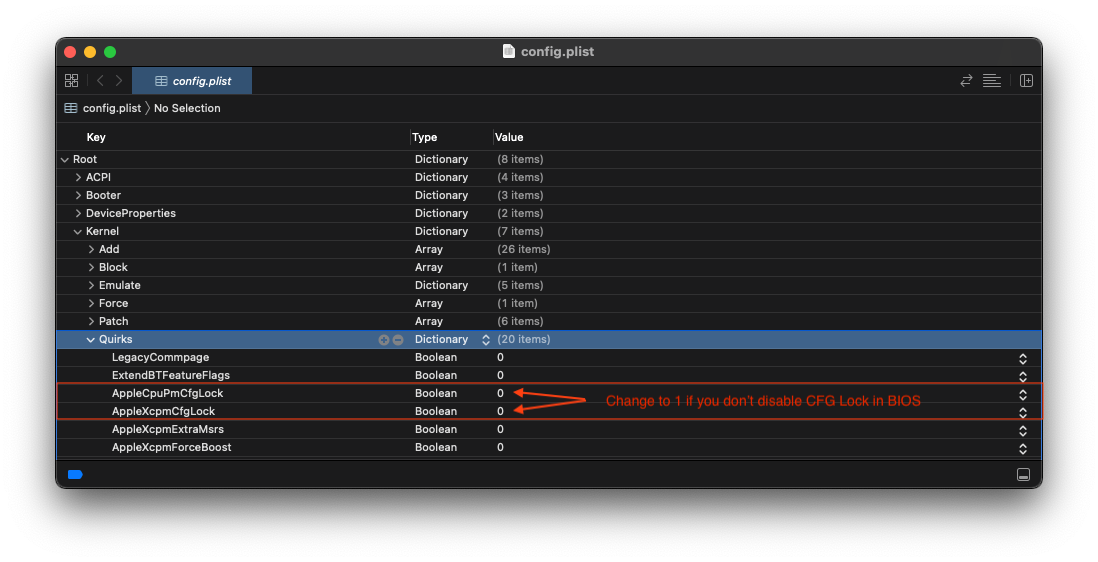 config.plist
config.plist
config.plist No Selection
Key Type Value
Root Dictionary (8 items)
ACPI Dictionary (4 items)
Booter Dictionary (3 items)
DeviceProperties Dictionary (2 items)
Kernel Dictionary (7 items)
Add Array (26 items)
Block Array (1 item)
Emulate Dictionary (5 items)
Force Array (1 item)
Patch Array (6 items)
Quirks Dictionary (20 items)
LegacyCommpage Boolean 0
ExtendBTFeatureFlags Boolean 0
AppleCpuPmCfgLock Boolean 0
Change to 1 if you don't disable CFG Lock in BIOS
AppleXcpmCfgLock Boolean 0
AppleXcpmExtraMsrs Boolean 0
AppleXcpmForceBoost Boolean 0